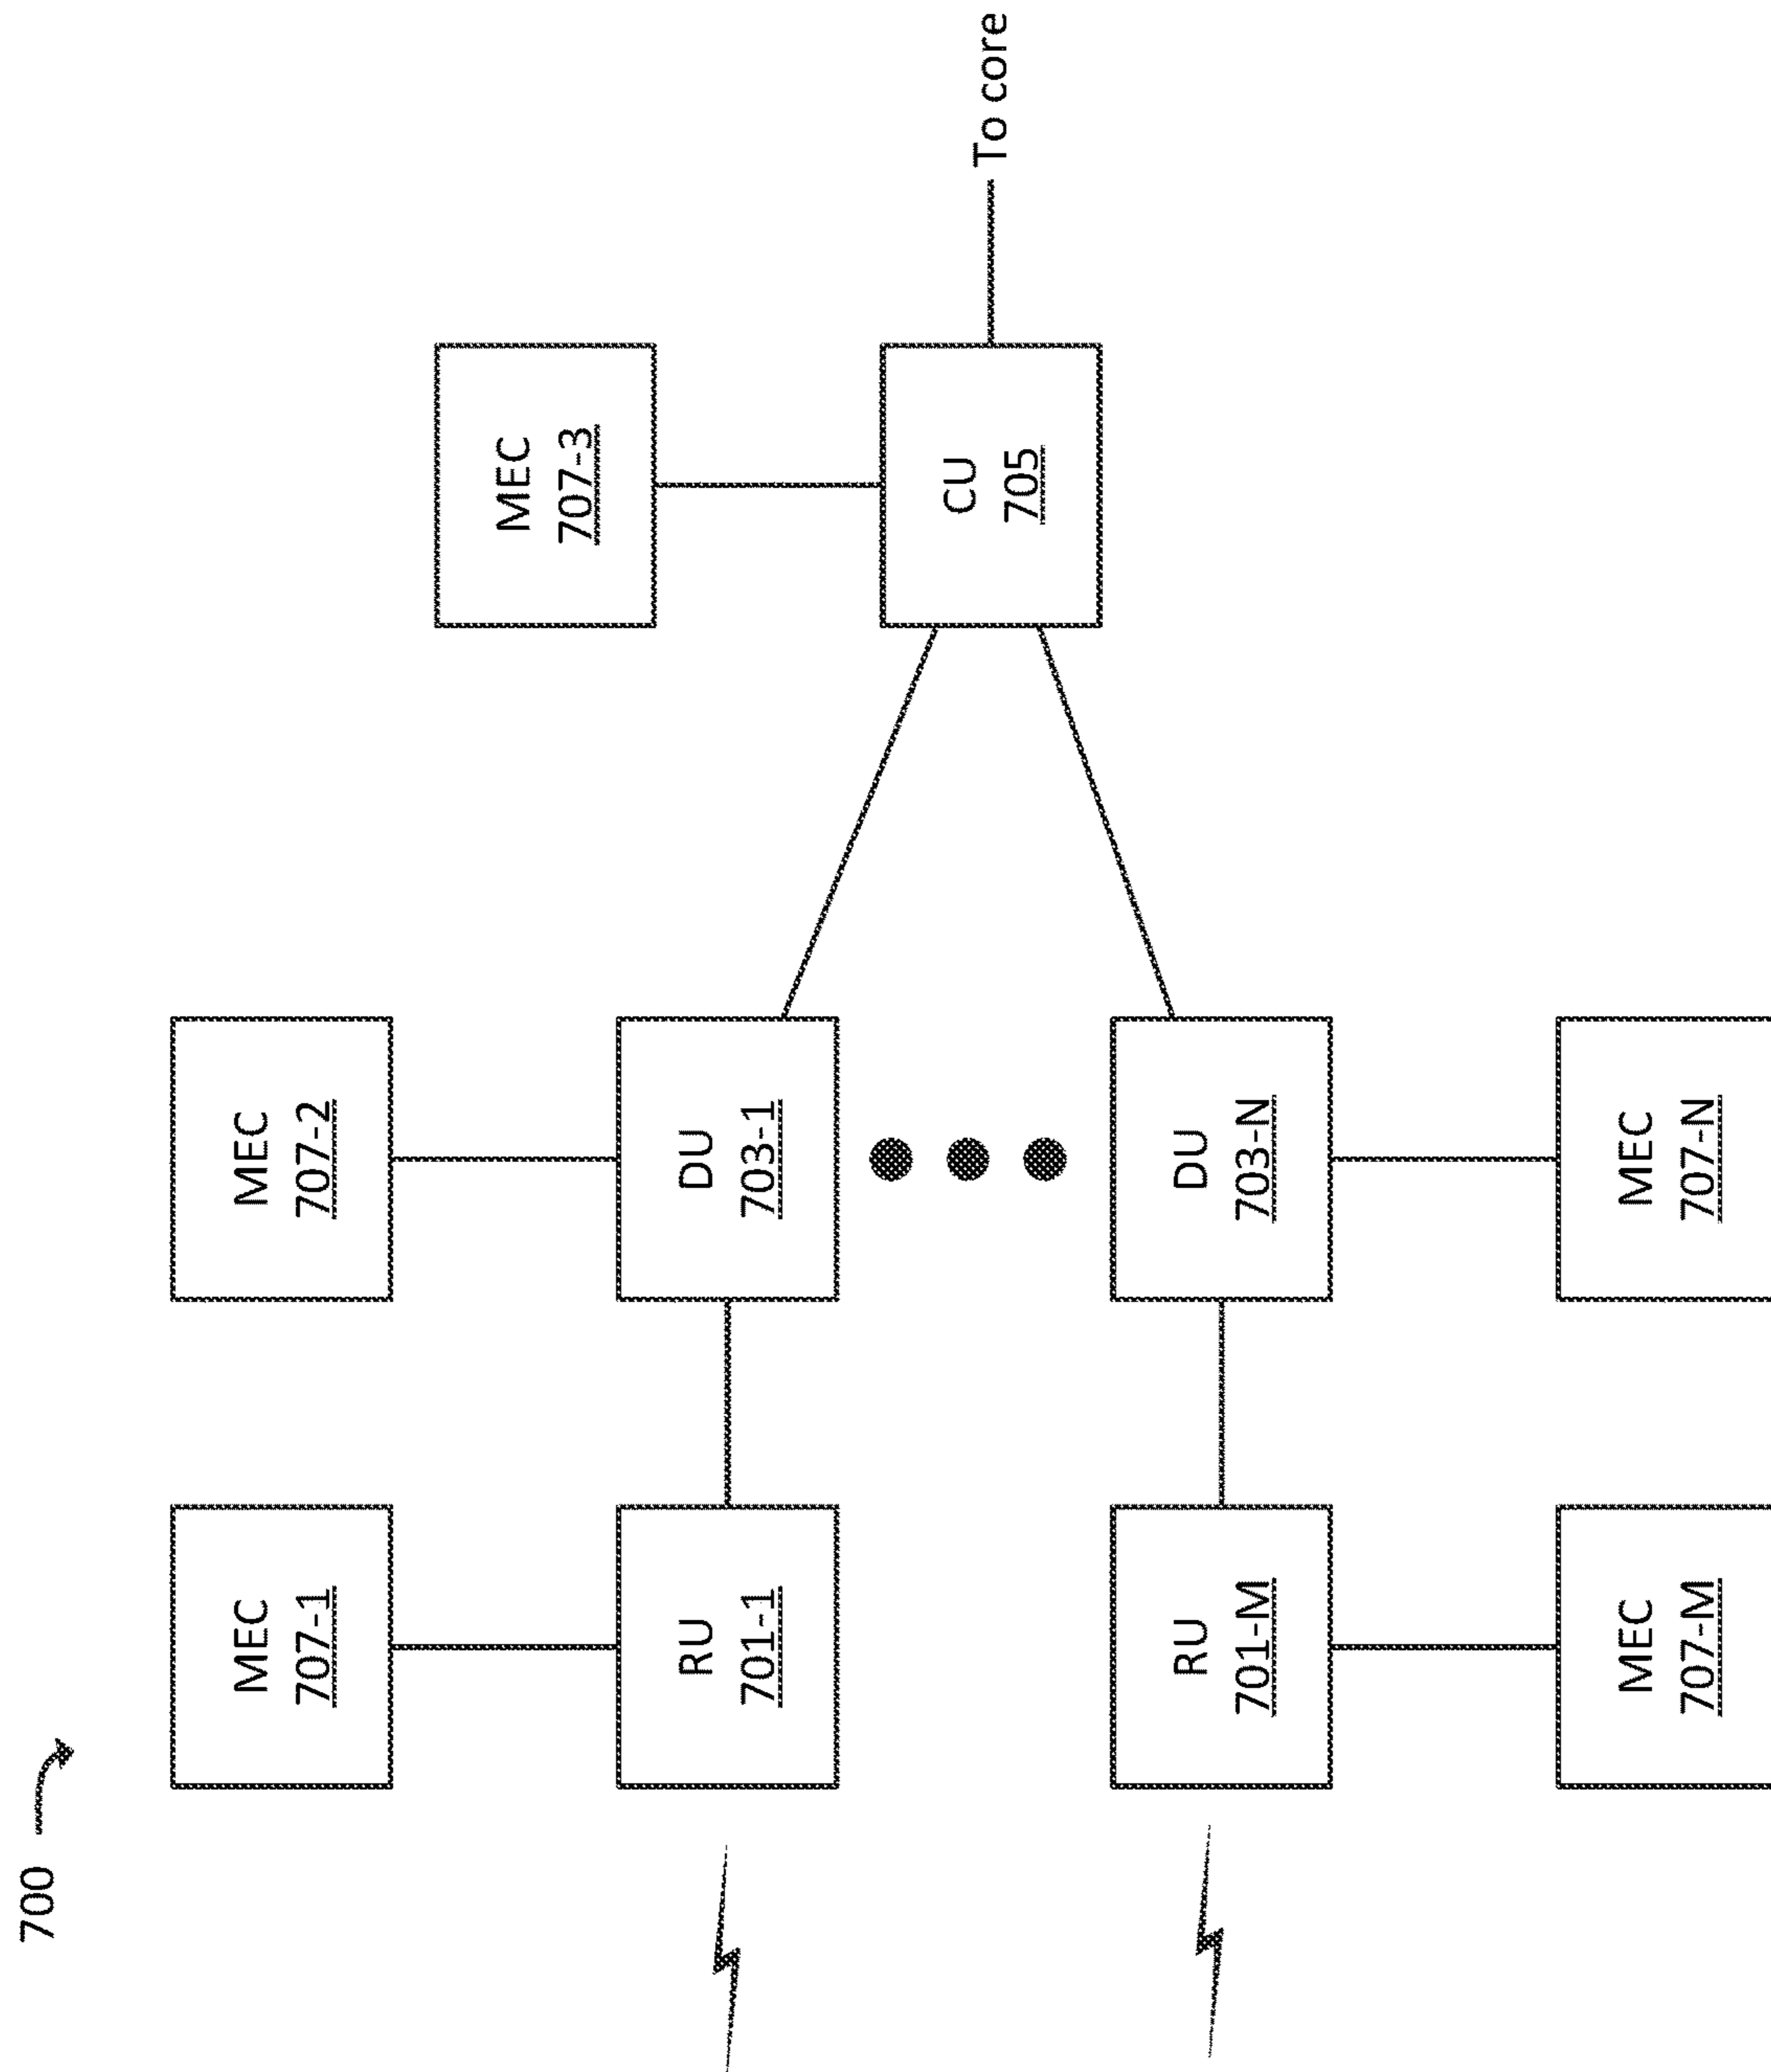 700
MEC
707-1
MEC
707-2
MEC
707-3
RU
701-1
DU
703-1
CU
705
To core
RU
701-M
DU
703-N
MEC
707-M
MEC
707-N